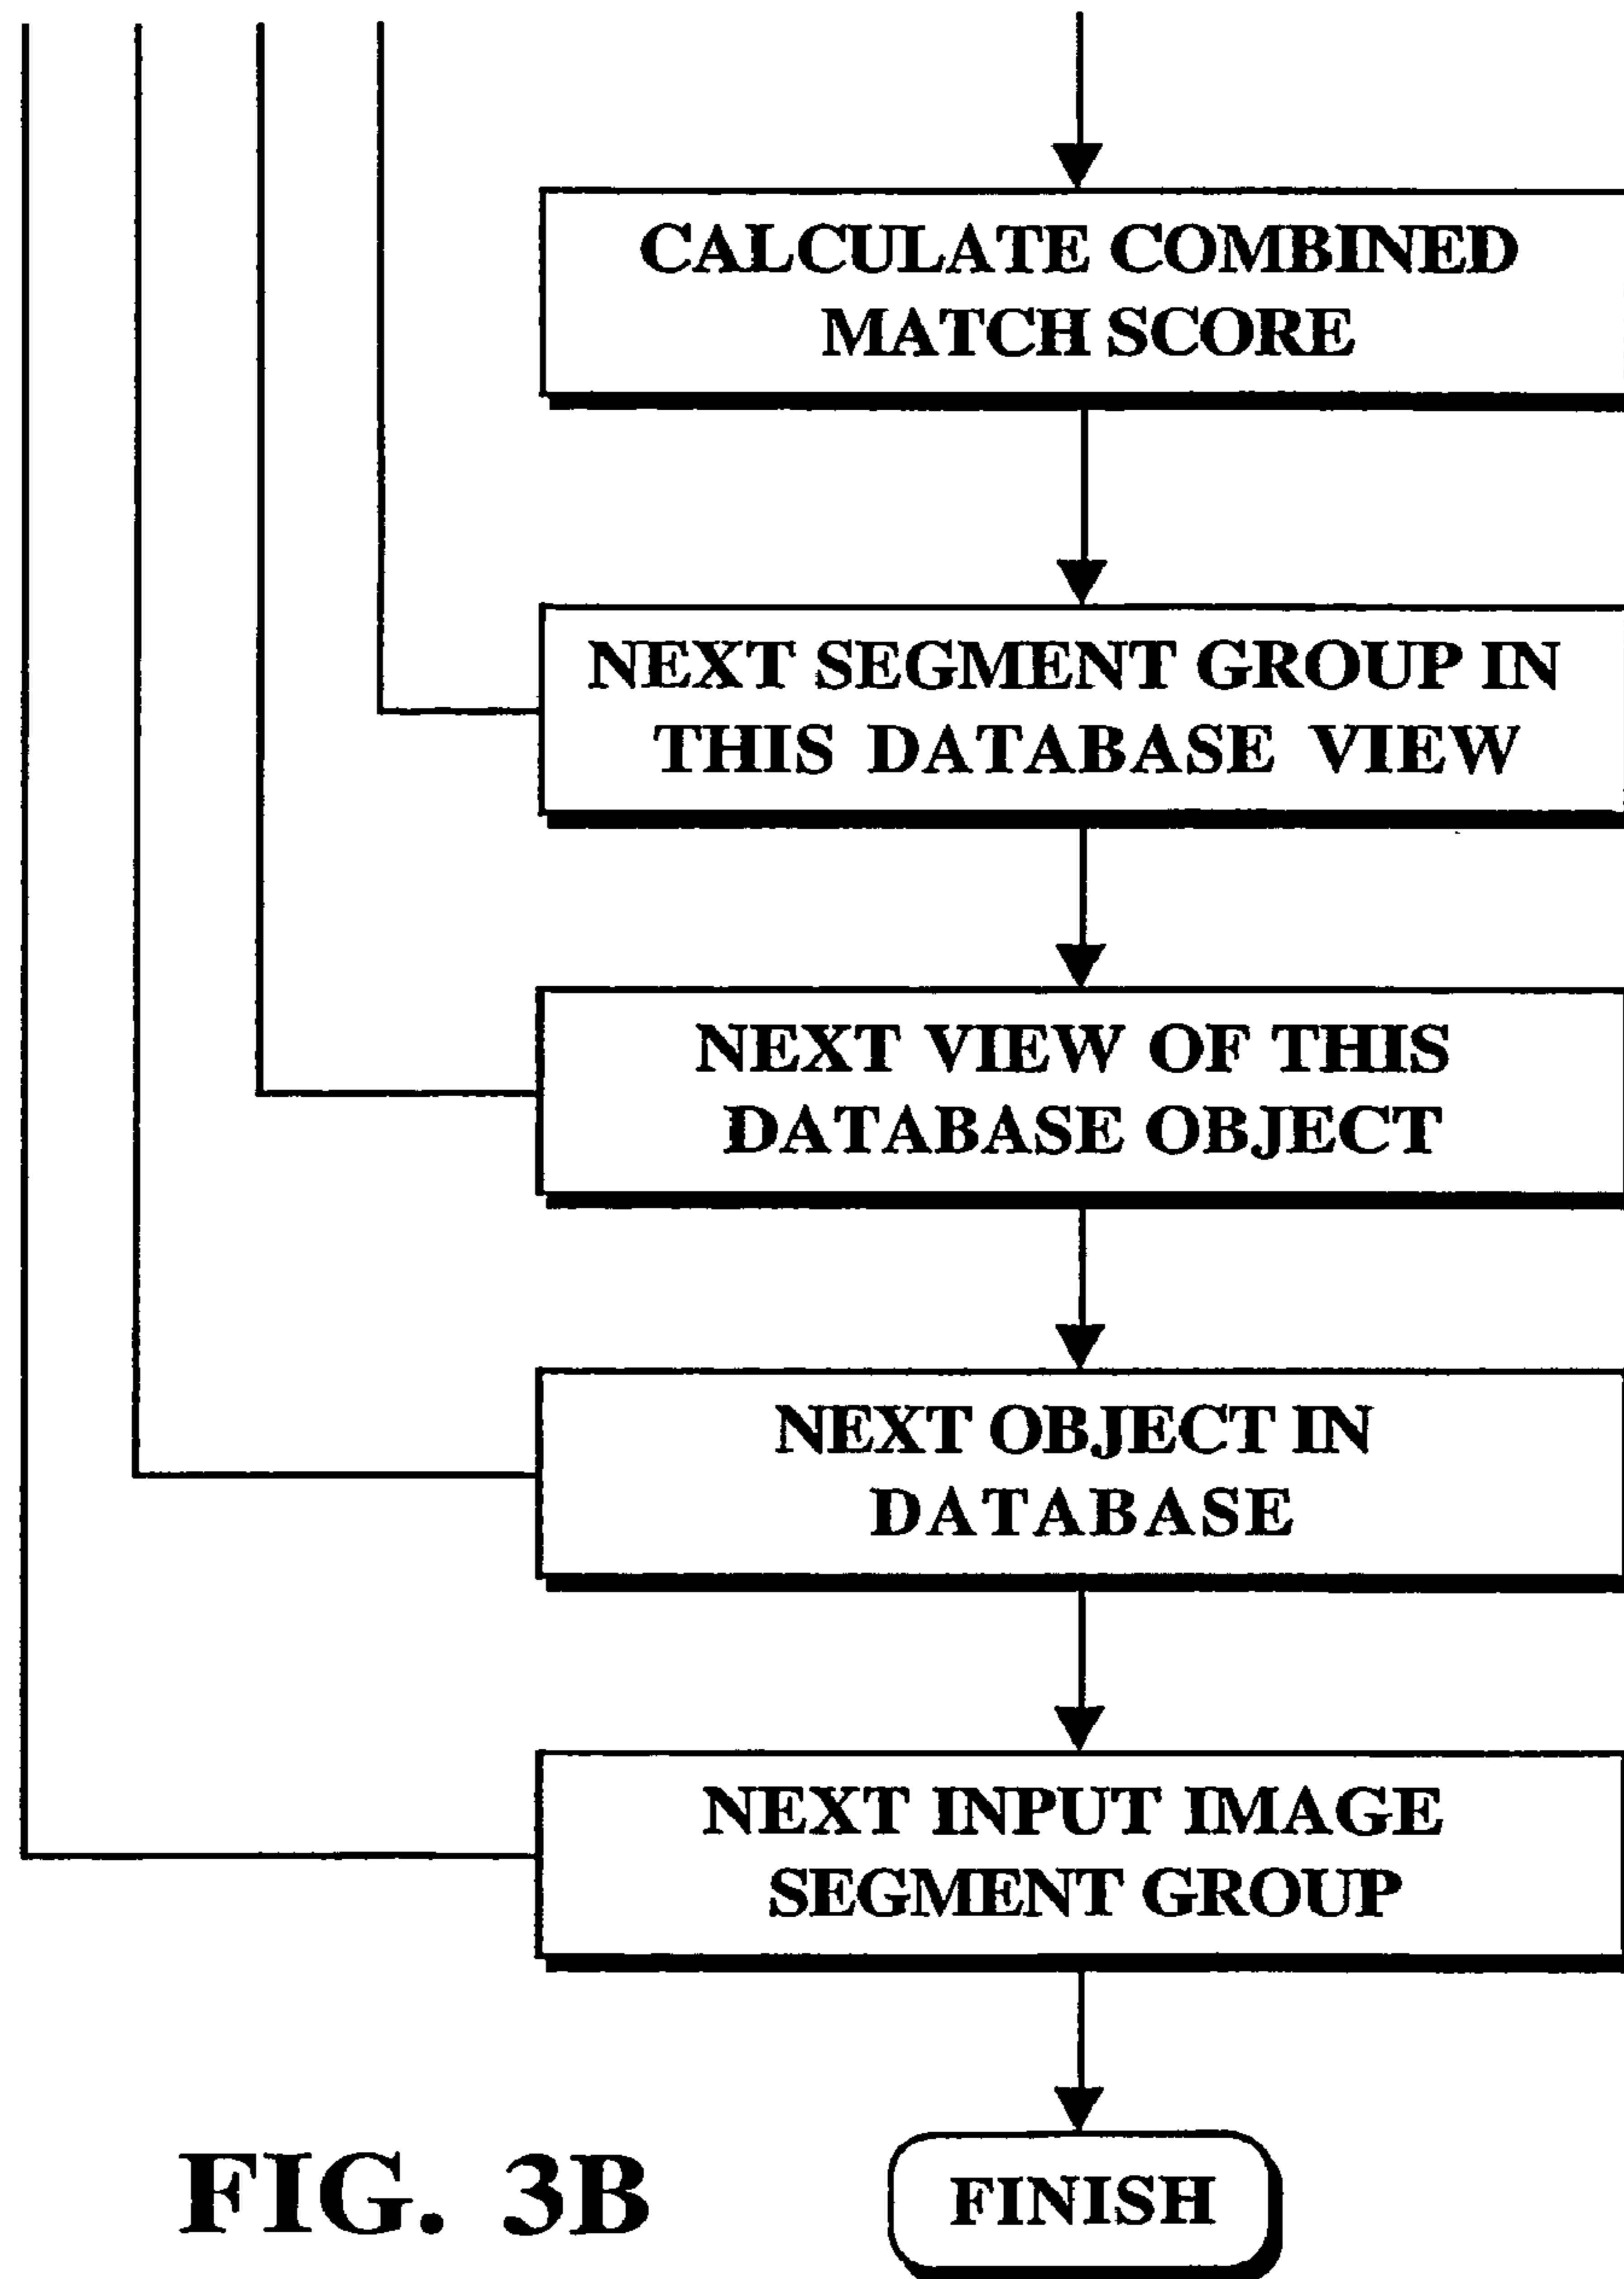 CALCULATE COMBINED
MATCH SCORE
NEXT SEGMENT GROUP IN
THIS DATABASE VIEW
NEXT VIEW OF THIS
DATABASE OBJECT
NEXT OBJECT IN
DATABASE
NEXT INPUT IMAGE
SEGMENT GROUP
FINISH
FIG. 3B